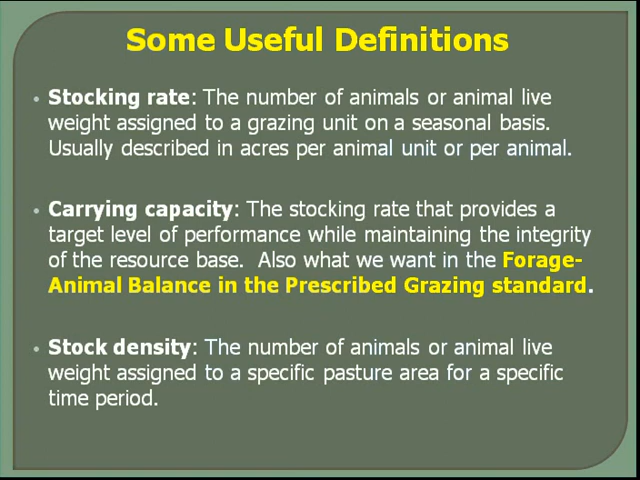 Some Useful Definitions
• Stocking rate: The number of animals or animal live
weight assigned to a grazing unit on a seasonal basis.
Usually described in acres per animal unit or per animal.
• Carrying capacity: The stocking rate that provides a
target level of performance while maintaining the integrity
of the resource base.  Also what we want in the Forage-
Animal Balance in the Prescribed Grazing standard.
• Stock density: The number of animals or animal live
weight assigned to a specific pasture area for a specific
time period.